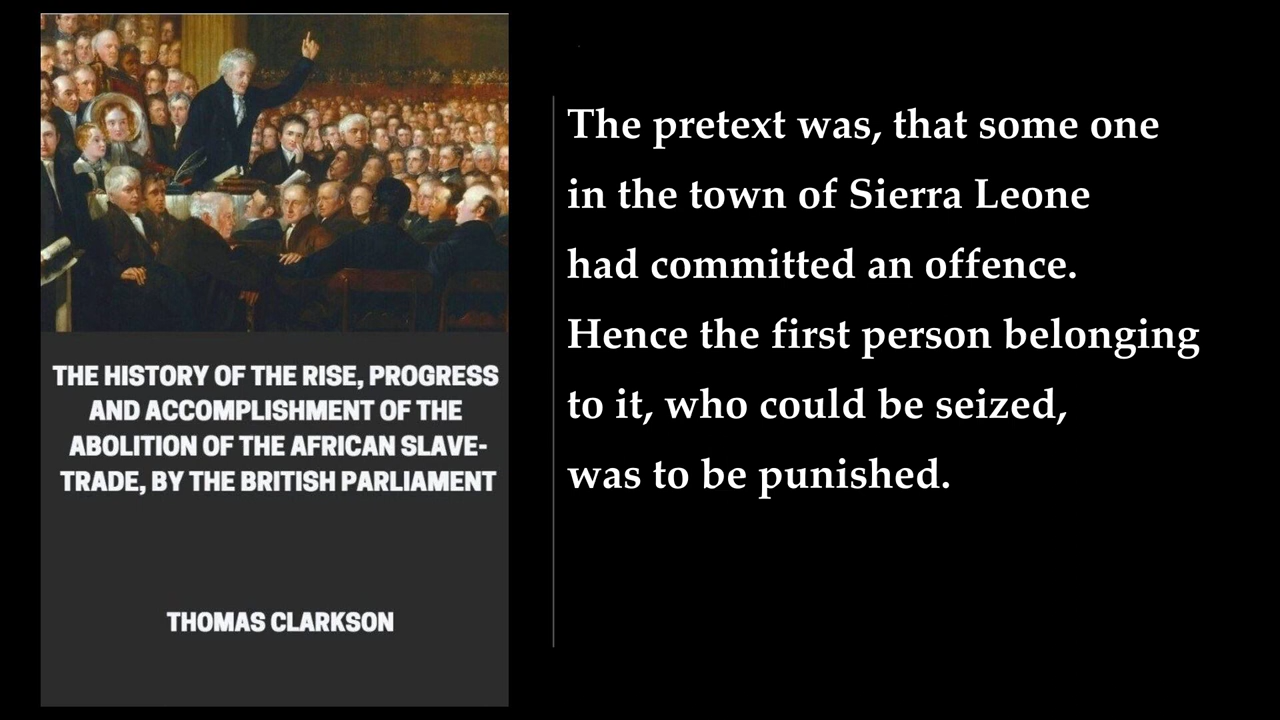 THE HISTORY OF THE RISE, PROGRESS
AND ACCOMPLISHMENT OF THE
ABOLITION OF THE AFRICAN SLAVE-
TRADE, BY THE BRITISH PARLIAMENT
THOMAS CLARKSON
The pretext was, that some one
in the town of Sierra Leone
had committed an offence.
Hence the first person belonging
to it, who could be seized,
was to be punished.